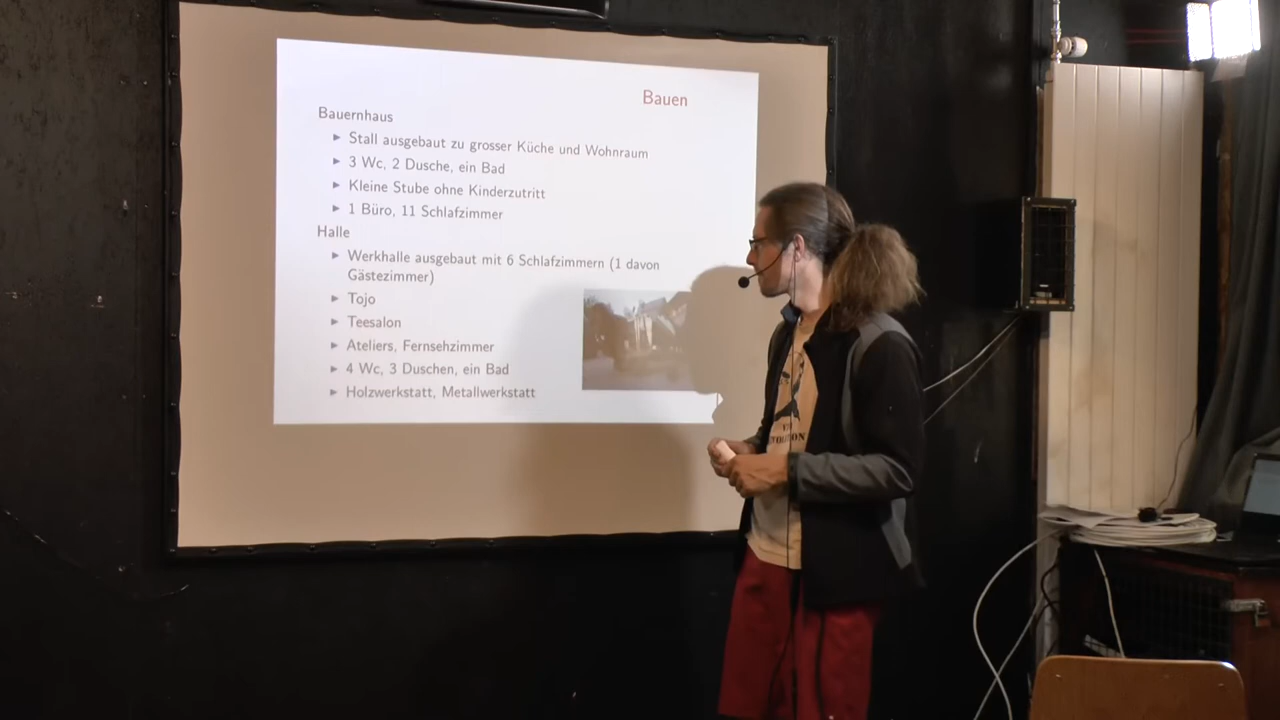 Bauen
Bauernhaus
▶ Stall ausgebaut zu grosser Küche und Wohnraum
▶ 3 Wc, 2 Dusche, ein Bad
▶ Kleine Stube ohne Kinderzutritt
▶ 1 Büro, 11 Schlafzimmer
Halle
▶ Werkhalle ausgebaut mit 6 Schlafzimmern (1 davon
Gästezimmer)
▶ Tojo
▶ Teesalon
▶ Ateliers, Fernsehzimmer
▶ 4 Wc, 3 Duschen, ein Bad
▶ Holzwerkstatt, Metallwerkstatt